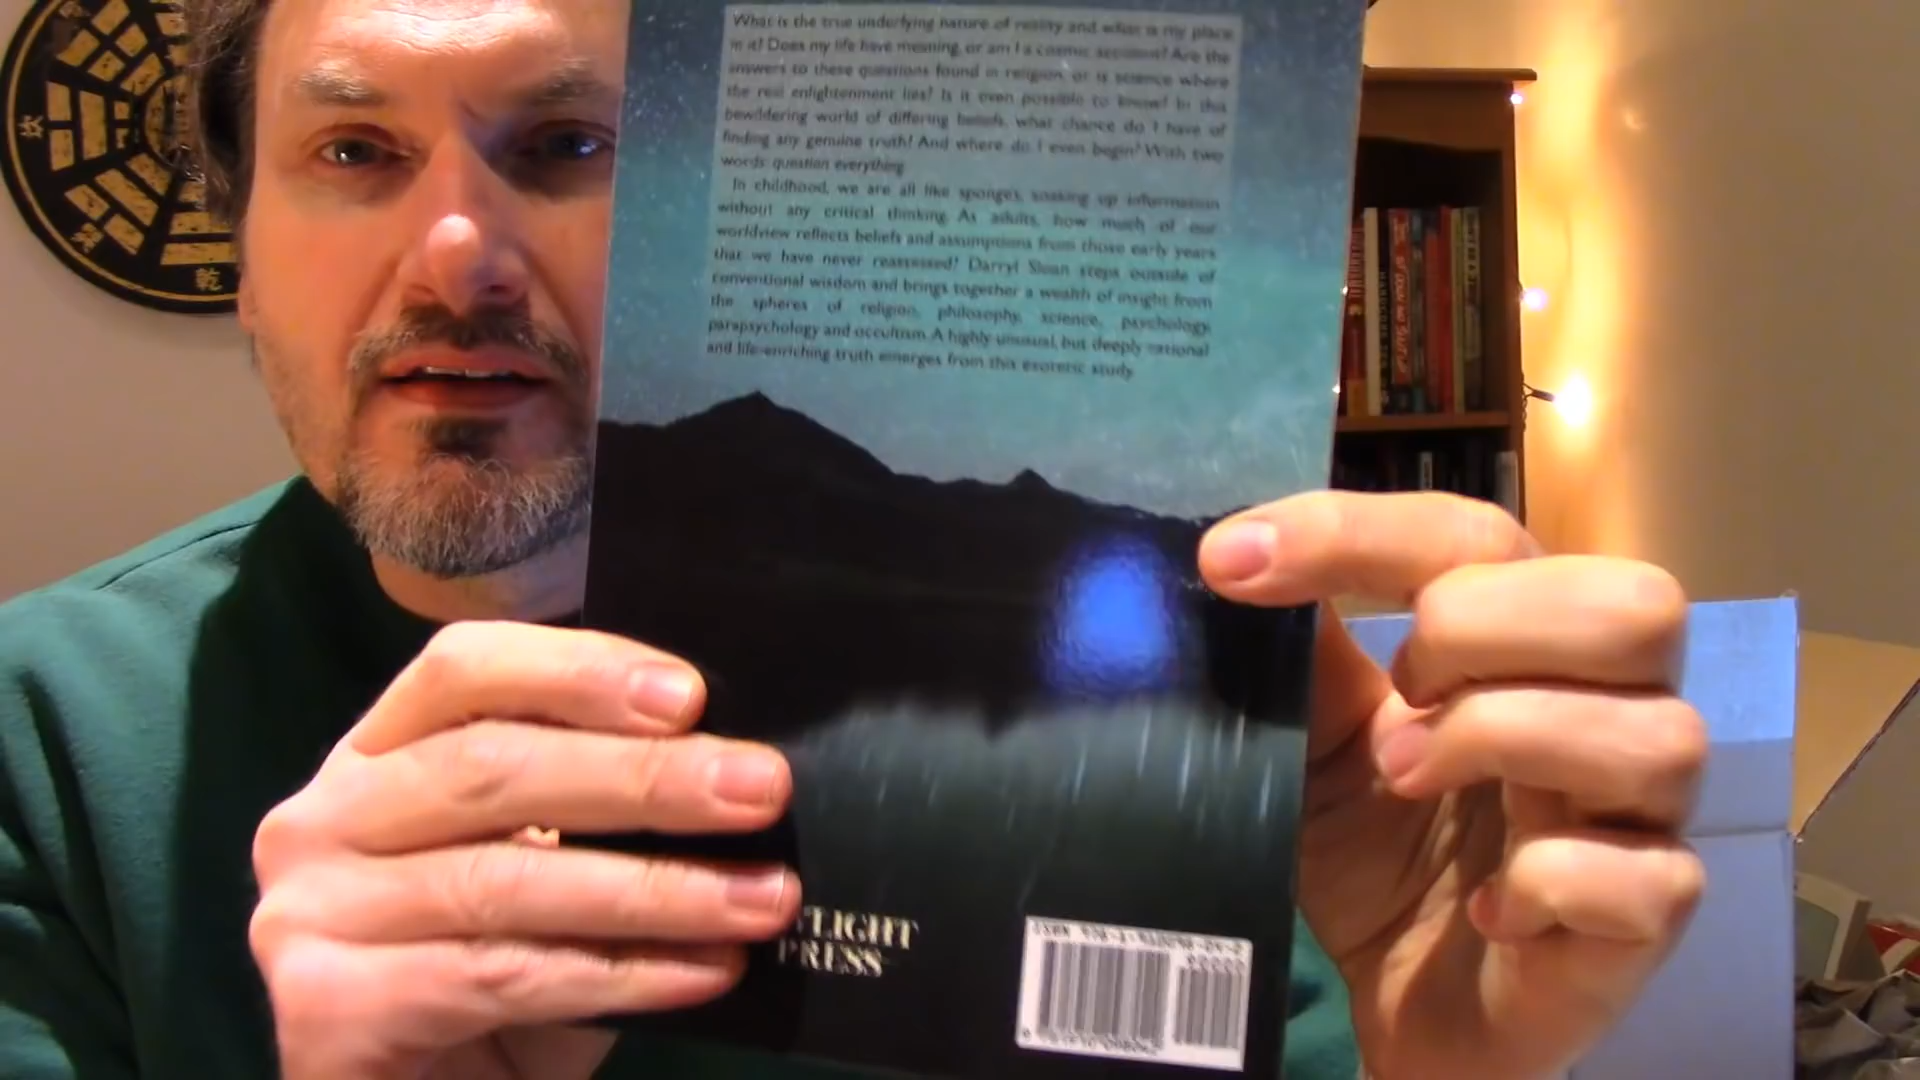 What is the true underlying nature of reality and what is my place
in it? Does my life have meaning, or am I a cosmic accident? Are the
answers to these questions found in religion, or is science where
the real enlightenment lies? Is it even possible to know? In this
bewildering world of differing beliefs, what chance do I have of
finding any genuine truth? And where do I even begin? With two
words: question everything.
In childhood, we are all like sponges, soaking up information
without any critical thinking. As adults, how much of our
worldview reflects beliefs and assumptions from those early years
that we have never reassessed? Darryl Sloan steps outside of
conventional wisdom and brings together a wealth of insight from
the spheres of religion, philosophy, science, psychology,
parapsychology and occultism. A highly unusual, but deeply rational
and life-enriching truth emerges from this esoteric study.
LIGHT
PRESS
ISBN
乾
坎